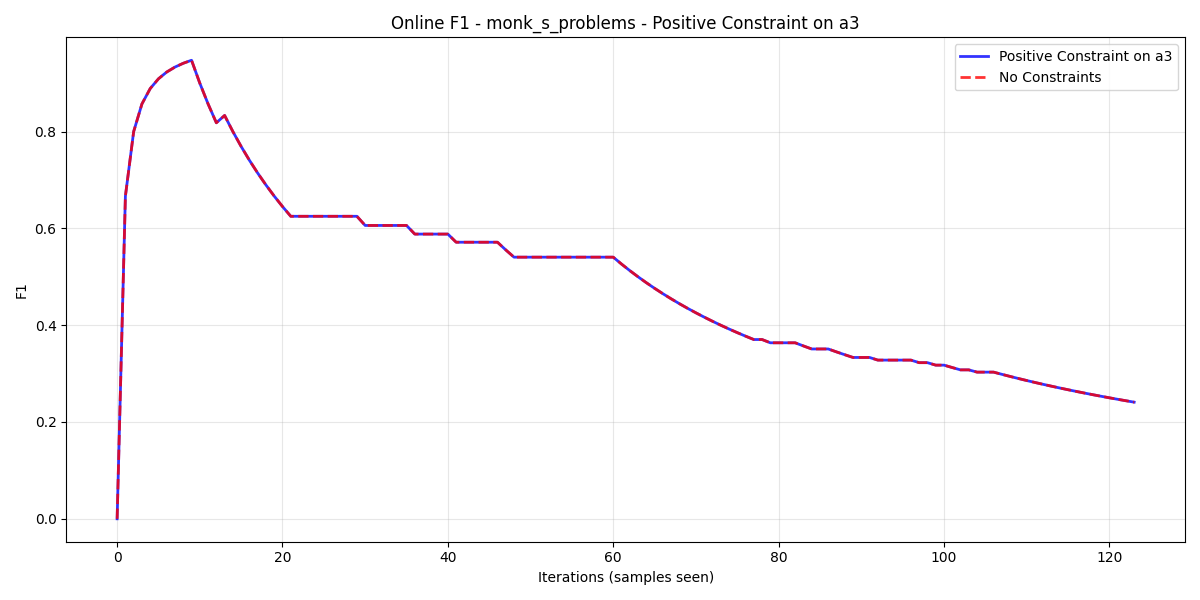 Online F1 - monk_s_problems - Positive Constraint on a3
Positive Constraint on a3
No Constraints
F1
0.8
0.6
0.4
0.2
0.0
0 20 40 60 80 100 120
Iterations (samples seen)